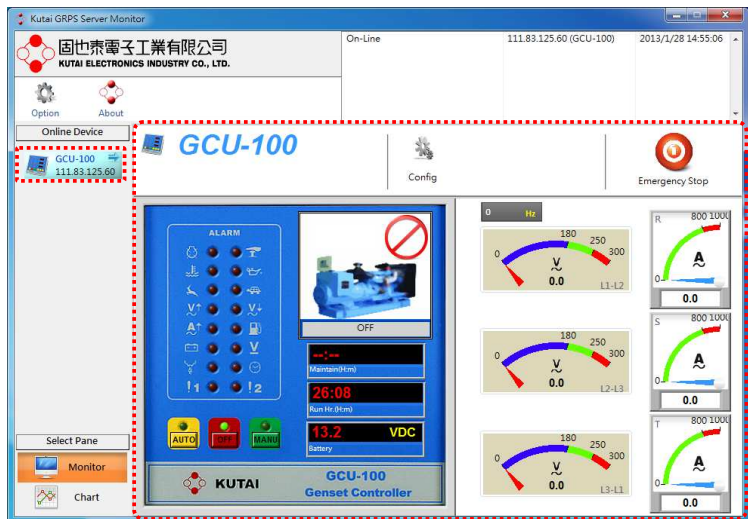 Kutai GRPS Server Monitor
固也泰電子工業有限公司
KUTAI ELECTRONICS INDUSTRY CO., LTD.
On-Line 111.83.125.60 (GCU-100) 2013/1/28 14:55:06
Option About
Online Device
GCU-100
111.83.125.60
GCU-100
Config
Emergency Stop
ALARM
V↑ V↓
A↑
V
!1 !2
OFF
--:--
Maintain(H:m)
26:08
Run Hr.(H:m)
13.2 VDC
Battery
AUTO OFF MANU
KUTAI
GCU-100
Genset Controller
0 Hz
0 180 250 300
V
0.0
L1-L2
R 800 1000
A
0
0.0
0 180 250 300
V
0.0
L2-L3
S 800 1000
A
0
0.0
0 180 250 300
V
0.0
L3-L1
T 800 1000
A
0
0.0
Select Pane
Monitor
Chart